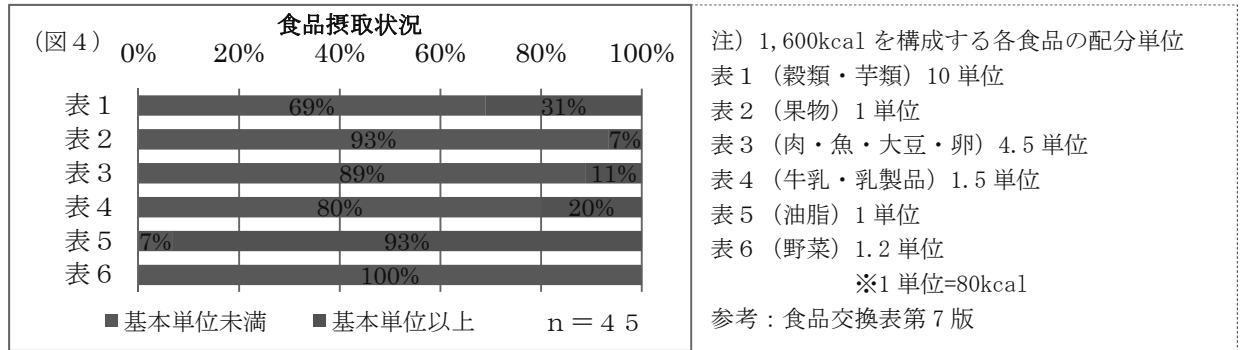 食品摂取状況
（図４）
0% 20% 40% 60% 80% 100%
表１ 69% 31%
表２ 93% 7%
表３ 89% 11%
表４ 80% 20%
表５ 7% 93%
表６ 100%
■基本単位未満 ■基本単位以上 ｎ＝４５
注）1,600kcal を構成する各食品の配分単位
表１（穀類・芋類）10 単位
表２（果物）1 単位
表３（肉・魚・大豆・卵）4.5 単位
表４（牛乳・乳製品）1.5 単位
表５（油脂）1 単位
表６（野菜）1.2 単位
※1 単位=80kcal
参考：食品交換表第７版